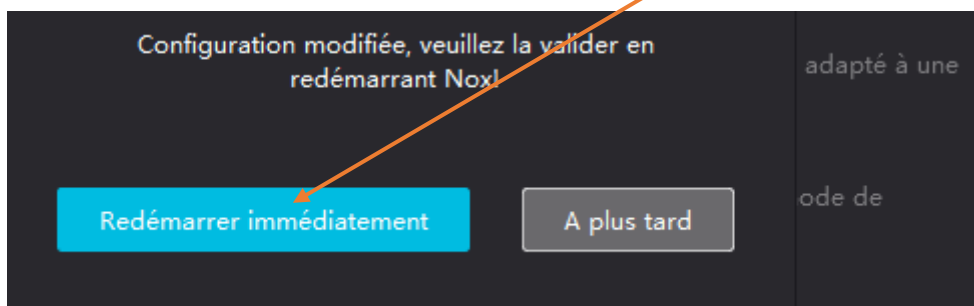 Configuration modifiée, veuillez la valider en
redémarrant Nox!
adapté à une
ode de
Redémarrer immédiatement
A plus tard